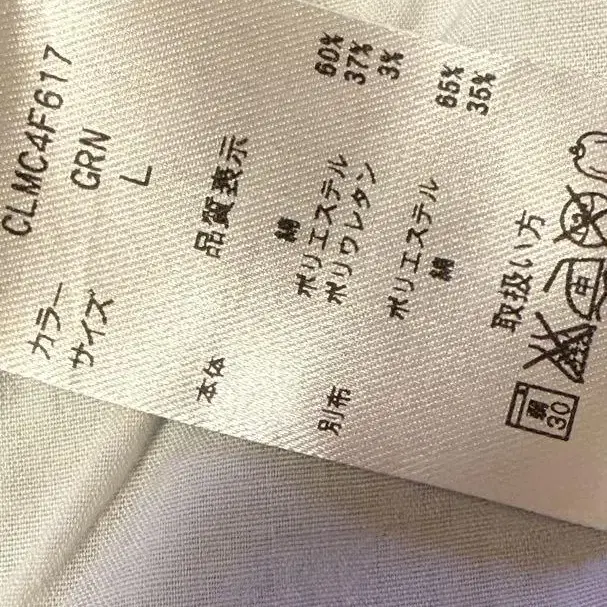 CLMC4F617
カラー GRN
サイズ L
品質表示
本体
綿 60%
ポリエステル 37%
ポリウレタン 3%
別布
ポリエステル 65%
綿 35%
取扱い方
30 中